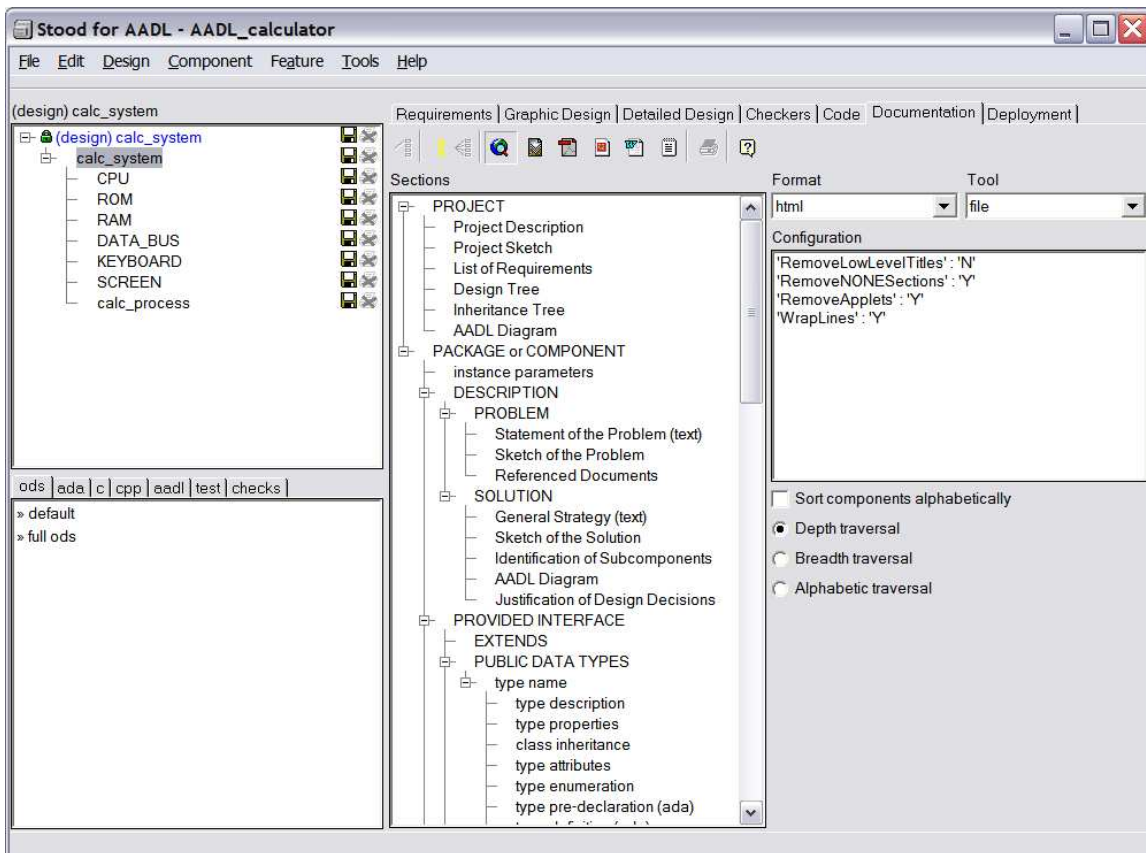 Stood for AADL - AADL_calculator
File Edit Design Component Feature Tools Help
(design) calc_system
(design) calc_system
calc_system
CPU
ROM
RAM
DATA_BUS
KEYBOARD
SCREEN
calc_process
ods ada c cpp aadl test checks
» default
» full ods
Requirements Graphic Design Detailed Design Checkers Code Documentation Deployment
Sections
PROJECT
Project Description
Project Sketch
List of Requirements
Design Tree
Inheritance Tree
AADL Diagram
PACKAGE or COMPONENT
instance parameters
DESCRIPTION
PROBLEM
Statement of the Problem (text)
Sketch of the Problem
Referenced Documents
SOLUTION
General Strategy (text)
Sketch of the Solution
Identification of Subcomponents
AADL Diagram
Justification of Design Decisions
PROVIDED INTERFACE
EXTENDS
PUBLIC DATA TYPES
type name
type description
type properties
class inheritance
type attributes
type enumeration
type pre-declaration (ada)
Format Tool
html file
Configuration
'RemoveLowLevelTitles' : 'N'
'RemoveNONESections' : 'Y'
'RemoveApplets' : 'Y'
'WrapLines' : 'Y'
Sort components alphabetically
Depth traversal
Breadth traversal
Alphabetic traversal